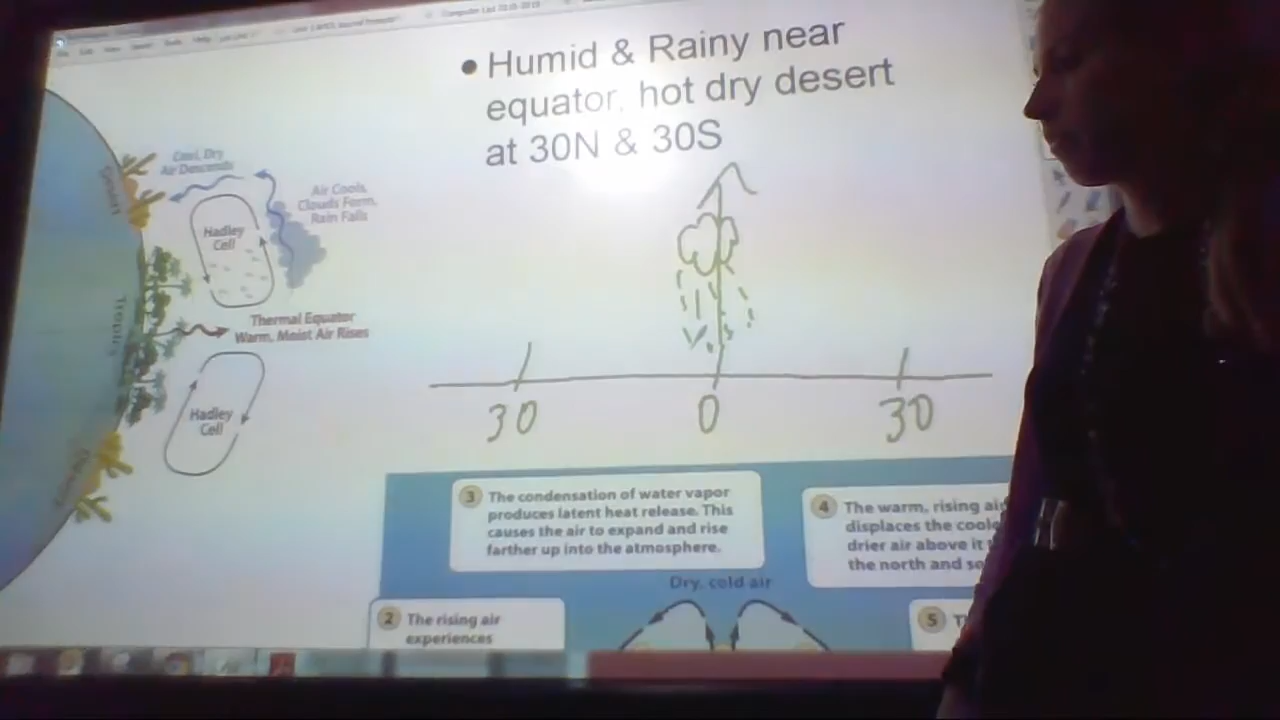 Computer List 2018-2019
• Humid & Rainy near
equator, hot dry desert
at 30N & 30S
Cool, Dry
Air Descends
Air Cools,
Clouds Form,
Rain Falls
Hadley
Cell
Tropics
Thermal Equator
Warm, Moist Air Rises
Hadley
Cell
30 0 30
3 The condensation of water vapor
produces latent heat release. This
causes the air to expand and rise
farther up into the atmosphere.
4 The warm, rising air
displaces the
drier air above it
the north and
Dry, cold air
2 The rising air
experiences
5